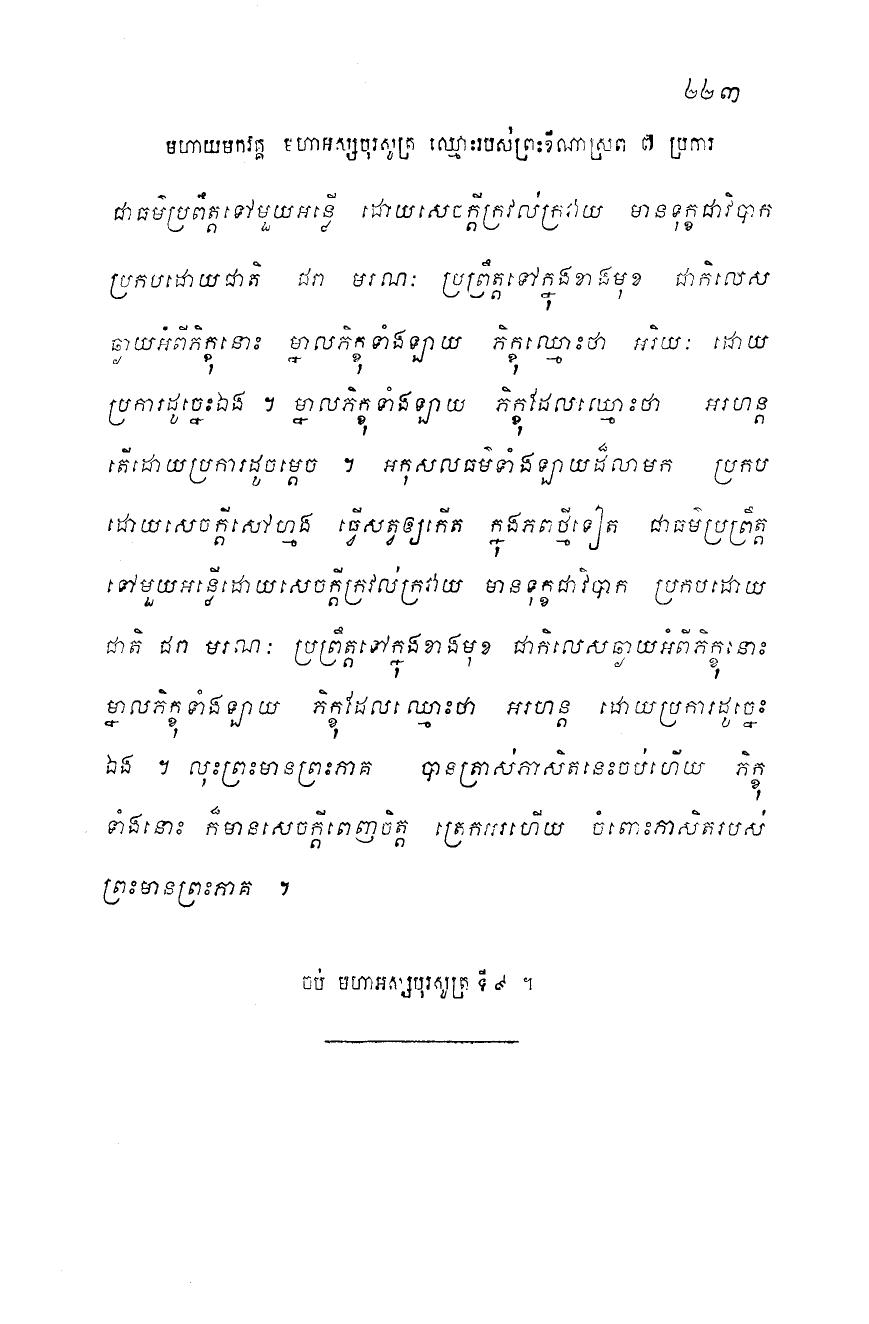 ២២៣
មហាយមកវគ្គ មហាអស្សបុរសូត្រ ឈ្មោះរបស់ព្រះខីណាស្រព ៧ ប្រការ
ជាធម៌ប្រព្រឹត្តទៅមួយអន្លើ ដោយសេចក្តីក្រវល់ក្រវាយ មានទុក្ខជាវិបាក
ប្រកបដោយជាតិ ជរា មរណៈ ប្រព្រឹត្តទៅក្នុងខាងមុខ ជាកិលេស
ឆ្ងាយអំពីភិក្ខុនោះ ម្នាលភិក្ខុទាំងឡាយ ភិក្ខុឈ្មោះថា អរិយៈ ដោយ
ប្រការដូច្នេះឯង ។ ម្នាលភិក្ខុទាំងឡាយ ភិក្ខុដែលឈ្មោះថា អរហន្ត
តើដោយប្រការដូចម្តេច ។ អកុសលធម៌ទាំងឡាយដ៏លាមក ប្រកប
ដោយសេចក្តីសៅហ្មង ធ្វើសត្វឲ្យកើត ក្នុងភពថ្មីទៀត ជាធម៌ប្រព្រឹត្ត
ទៅមួយអន្លើដោយសេចក្តីក្រវល់ក្រវាយ មានទុក្ខជាវិបាក ប្រកបដោយ
ជាតិ ជរា មរណៈ ប្រព្រឹត្តទៅក្នុងខាងមុខ ជាកិលេសឆ្ងាយអំពីភិក្ខុនោះ
ម្នាលភិក្ខុទាំងឡាយ ភិក្ខុដែលឈ្មោះថា អរហន្ត ដោយប្រការដូច្នេះ
ឯង ។ លុះព្រះមានព្រះភាគ បានត្រាស់ភាសិតនេះចប់ហើយ ភិក្ខុ
ទាំងនោះ ក៏មានសេចក្តីពេញចិត្ត ត្រេកអរហើយ ចំពោះភាសិតរបស់
ព្រះមានព្រះភាគ ។
ចប់ មហាអស្សបុរសូត្រ ទី ៩ ។